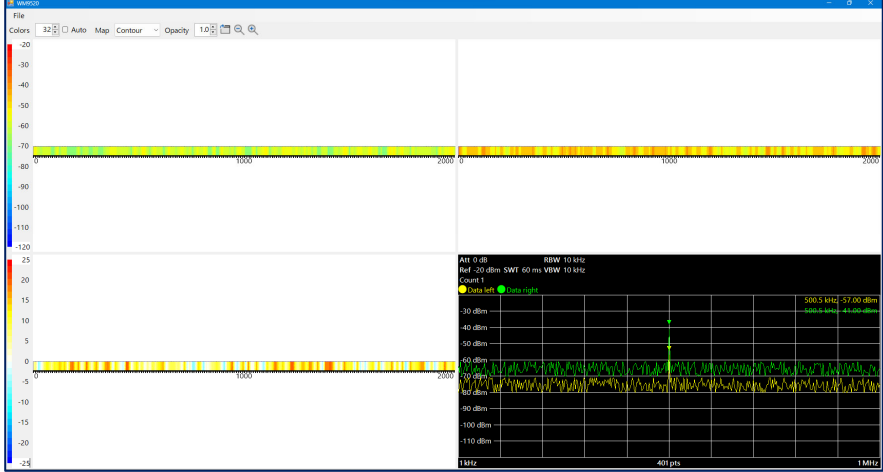 WM9520
File
Colors 32 Auto Map Contour Opacity 1.0
-20
-30
-40
-50
-60
-70
-80
-90
-100
-110
-120
0 1000 2000
0 1000 2000
25
20
15
10
5
0
-5
-10
-15
-20
-25
0 1000 2000
Att 0 dB RBW 10 kHz
Ref -20 dBm SWT 60 ms VBW 10 kHz
Count 1
Data left Data right
500.5 kHz, -57.00 dBm
500.5 kHz, -41.00 dBm
-30 dBm
-40 dBm
-50 dBm
-60 dBm
-70 dBm
-80 dBm
-90 dBm
-100 dBm
-110 dBm
1 kHz 401 pts 1 MHz